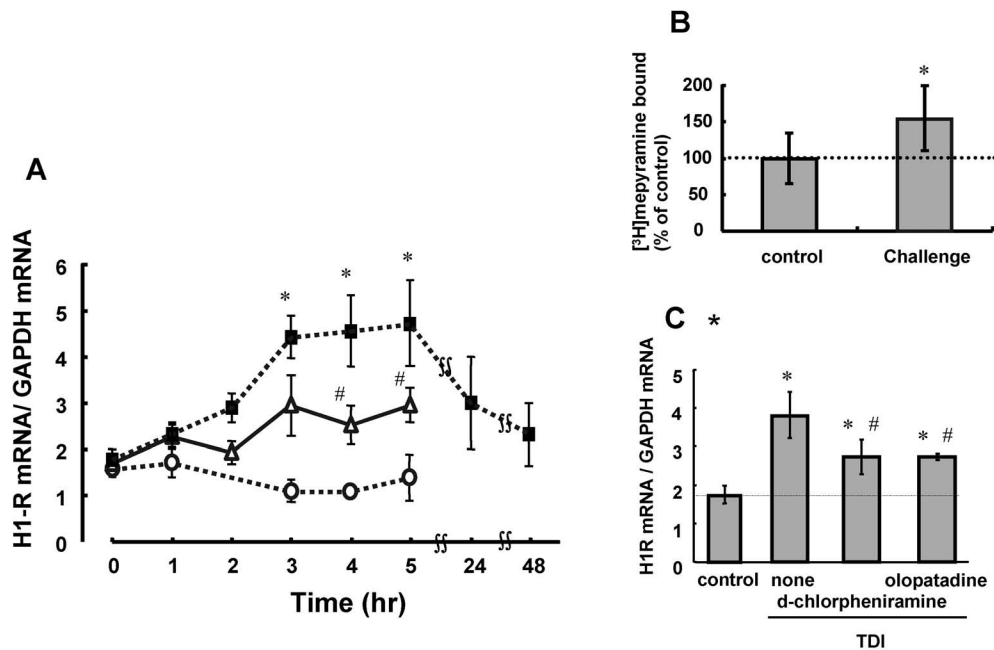 A
H1-R mRNA/ GAPDH mRNA
6
5
4
3
2
1
0
* * *
# #
∫∫ ∫∫
∫∫ ∫∫
0 1 2 3 4 5 24 48
Time (hr)
B
[³H]mepyramine bound
(% of control)
200
150
100
50
0
*
control Challenge
C
*
H1R mRNA / GAPDH mRNA
5
4
3
2
2
1
0
*
* #
* #
control none olopatadine
d-chlorpheniramine
TDI